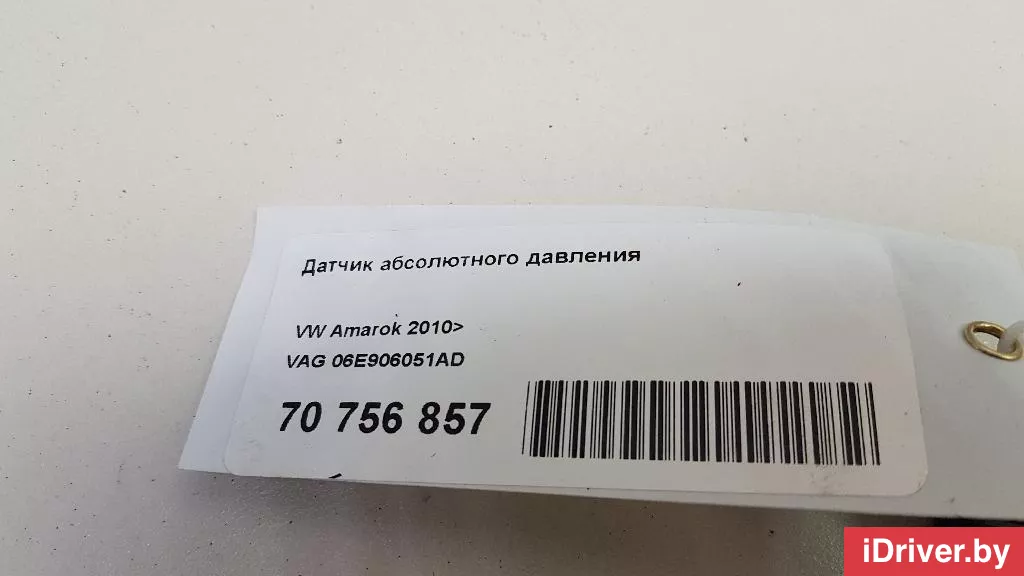 Датчик абсолютного давления
VW Amarok 2010>
VAG 06E906051AD
70 756 857
iDriver.by